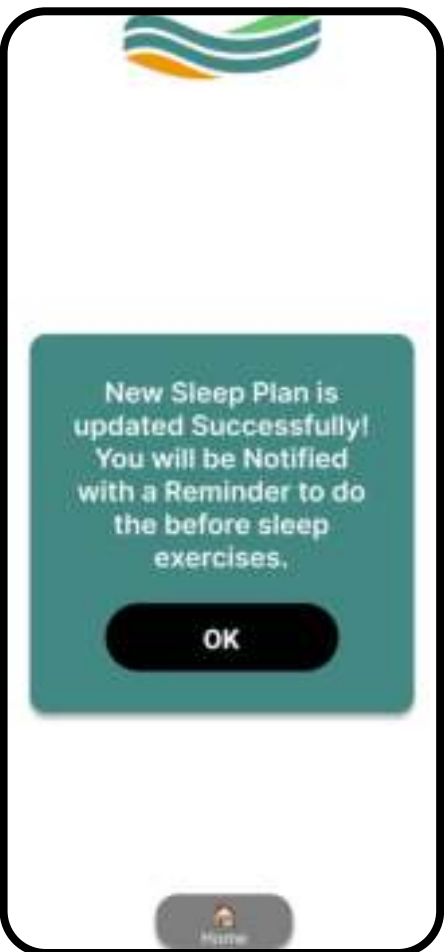 New Sleep Plan is
updated Successfully!
You will be Notified
with a Reminder to do
the before sleep
exercises.
OK
Home